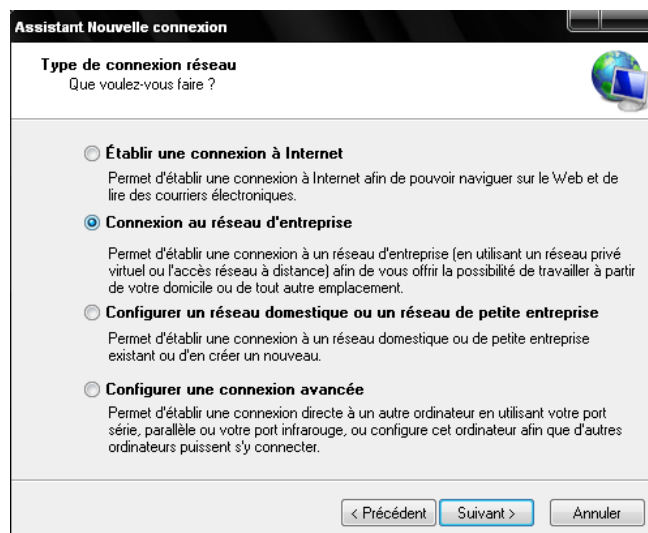 Assistant Nouvelle connexion
Type de connexion réseau
Que voulez-vous faire ?
Établir une connexion à Internet
Permet d'établir une connexion à Internet afin de pouvoir naviguer sur le Web et de
lire des courriers électroniques.
Connexion au réseau d'entreprise
Permet d'établir une connexion à un réseau d'entreprise (en utilisant un réseau privé
virtuel ou l'accès réseau à distance) afin de vous offrir la possibilité de travailler à partir
de votre domicile ou de tout autre emplacement.
Configurer un réseau domestique ou un réseau de petite entreprise
Permet d'établir une connexion à un réseau domestique ou de petite entreprise
existant ou d'en créer un nouveau.
Configurer une connexion avancée
Permet d'établir une connexion directe à un autre ordinateur en utilisant votre port
série, parallèle ou votre port infrarouge, ou configure cet ordinateur afin que d'autres
ordinateurs puissent s'y connecter.
< Précédent Suivant > Annuler